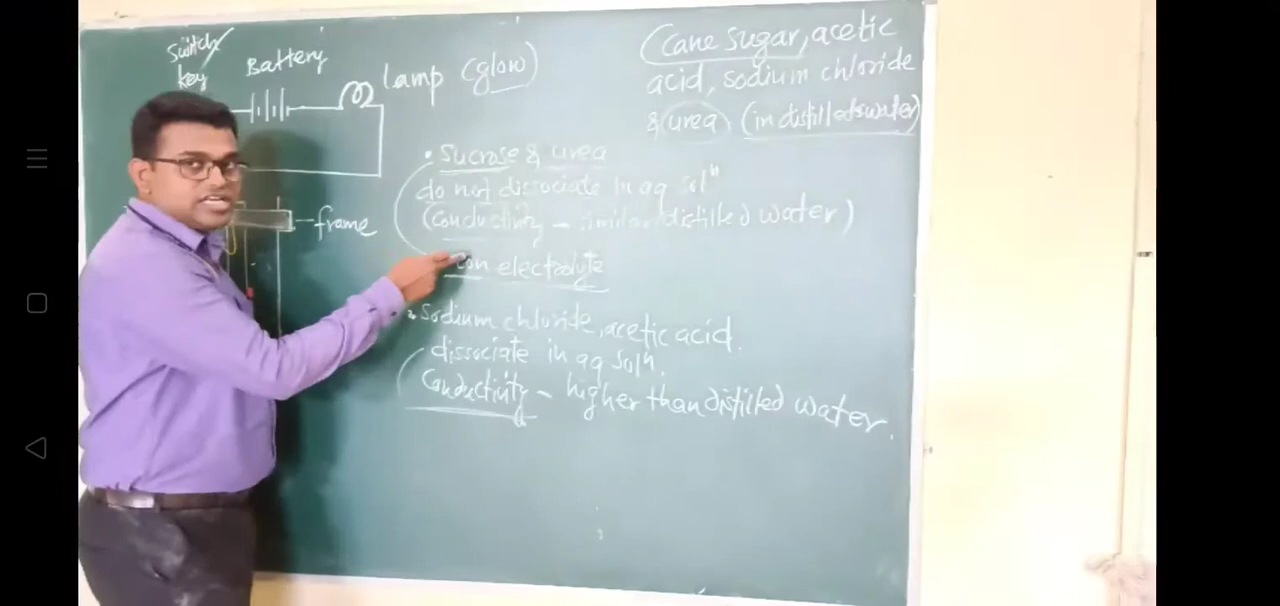 Switch
key
Battery
lamp (glow)
(Cane sugar, acetic
acid, sodium chloride
& urea (in distilled water)
• Sucrose & urea
do not dissociate in aq solⁿ
(conductivity – similar distilled water)
electrolyte
frame
• Sodium chloride, acetic acid.
dissociate in aq solⁿ.
Conductivity – higher than distilled water.